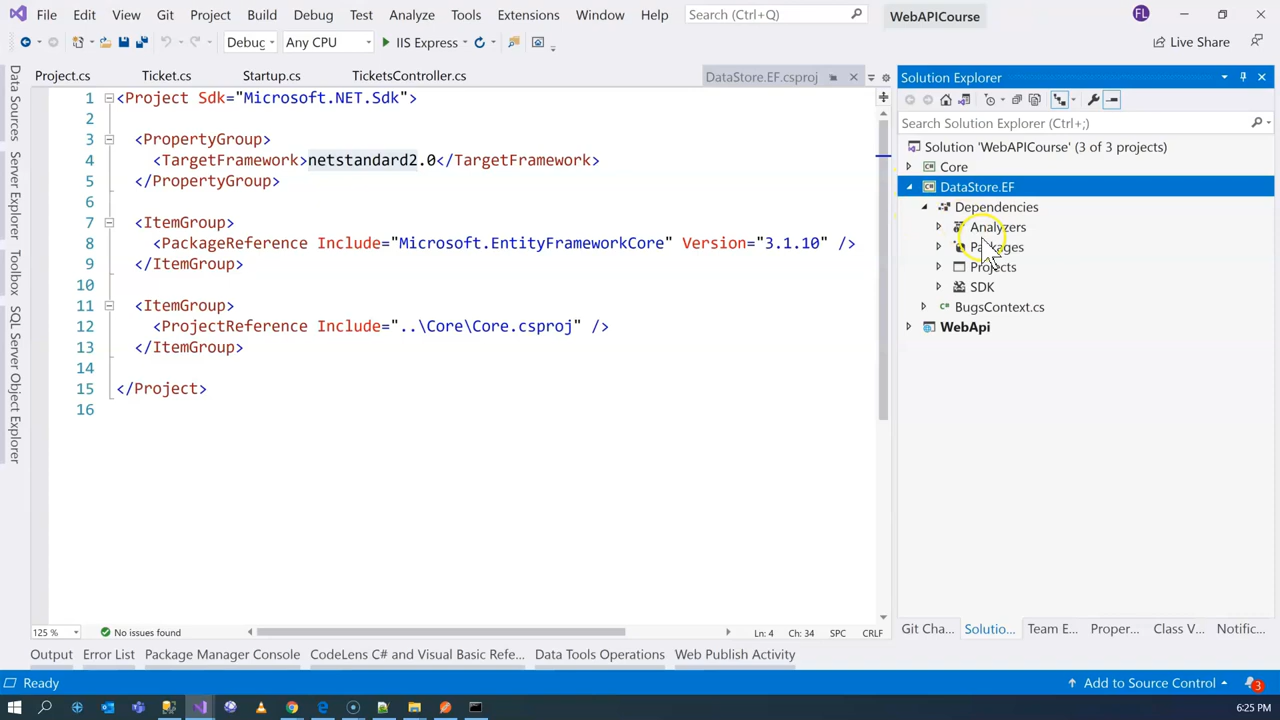 File Edit View Git Project Build Debug Test Analyze Tools Extensions Window Help Search (Ctrl+Q) WebAPICourse FL
Debug Any CPU IIS Express Live Share
Project.cs Ticket.cs Startup.cs TicketsController.cs DataStore.EF.csproj
1 <Project Sdk="Microsoft.NET.Sdk">
2
3 <PropertyGroup>
4 <TargetFramework>netstandard2.0</TargetFramework>
5 </PropertyGroup>
6
7 <ItemGroup>
8 <PackageReference Include="Microsoft.EntityFrameworkCore" Version="3.1.10" />
9 </ItemGroup>
10
11 <ItemGroup>
12 <ProjectReference Include="..\Core\Core.csproj" />
13 </ItemGroup>
14
15 </Project>
16
125 % No issues found Ln: 4 Ch: 34 SPC CRLF
Data Sources
Server Explorer
Toolbox
SQL Server Object Explorer
Solution Explorer
Search Solution Explorer (Ctrl+;)
Solution 'WebAPICourse' (3 of 3 projects)
Core
DataStore.EF
Dependencies
Analyzers
Packages
Projects
SDK
BugsContext.cs
WebApi
Git Cha... Solutio... Team E... Proper... Class V... Notific...
Output Error List Package Manager Console CodeLens C# and Visual Basic Refe... Data Tools Operations Web Publish Activity
Ready Add to Source Control 3
6:25 PM